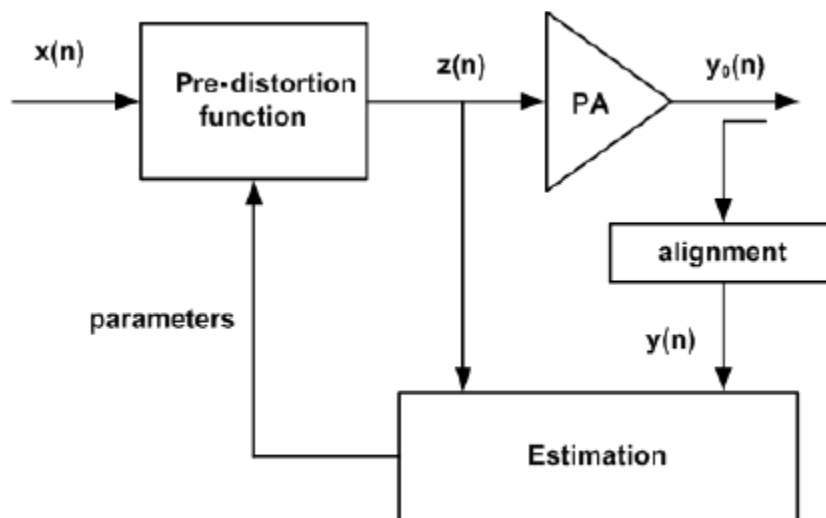 x(n)
Pre-distortion
function
z(n)
PA
y₀(n)
alignment
parameters
y(n)
Estimation